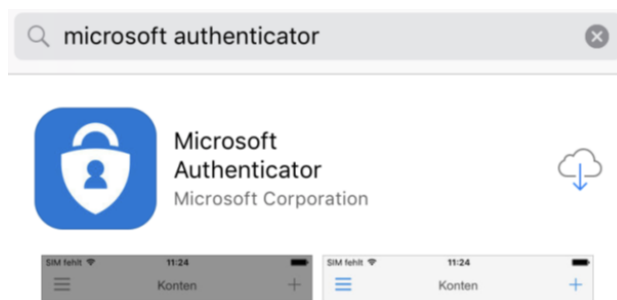 microsoft authenticator
Microsoft
Authenticator
Microsoft Corporation
SIM fehlt 11:24 SIM fehlt 11:24
Konten Konten